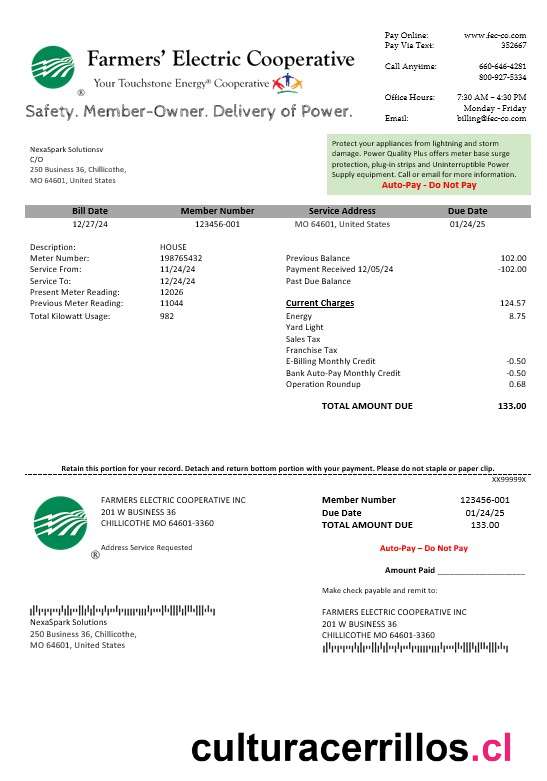 Pay Online: www.fec-co.com
Pay Via Text: 352667
Call Anytime: 660-646-4281
800-927-5334
Office Hours: 7:30 AM – 4:30 PM
Monday - Friday
Email: billing@fec-co.com
Farmers' Electric Cooperative
Your Touchstone Energy® Cooperative
®
Safety. Member-Owner. Delivery of Power.
NexaSpark Solutionsv
C/O
250 Business 36, Chillicothe,
MO 64601, United States
Protect your appliances from lightning and storm
damage. Power Quality Plus offers meter base surge
protection, plug-in strips and Uninterruptible Power
Supply equipment. Call or email for more information.
Auto-Pay - Do Not Pay
Bill Date Member Number Service Address Due Date
12/27/24 123456-001 MO 64601, United States 01/24/25
Description: HOUSE
Meter Number: 198765432
Service From: 11/24/24
Service To: 12/24/24
Present Meter Reading: 12026
Previous Meter Reading: 11044
Total Kilowatt Usage: 982
Previous Balance 102.00
Payment Received 12/05/24 -102.00
Past Due Balance
Current Charges 124.57
Energy 8.75
Yard Light
Sales Tax
Franchise Tax
E-Billing Monthly Credit -0.50
Bank Auto-Pay Monthly Credit -0.50
Operation Roundup 0.68
TOTAL AMOUNT DUE 133.00
Retain this portion for your record. Detach and return bottom portion with your payment. Please do not staple or paper clip.
XX99999X
FARMERS ELECTRIC COOPERATIVE INC
201 W BUSINESS 36
CHILLICOTHE MO 64601-3360
® Address Service Requested
Member Number 123456-001
Due Date 01/24/25
TOTAL AMOUNT DUE 133.00
Auto-Pay – Do Not Pay
Amount Paid ____________________
Make check payable and remit to:
NexaSpark Solutions
250 Business 36, Chillicothe,
MO 64601, United States
FARMERS ELECTRIC COOPERATIVE INC
201 W BUSINESS 36
CHILLICOTHE MO 64601-3360
culturacerrillos.cl